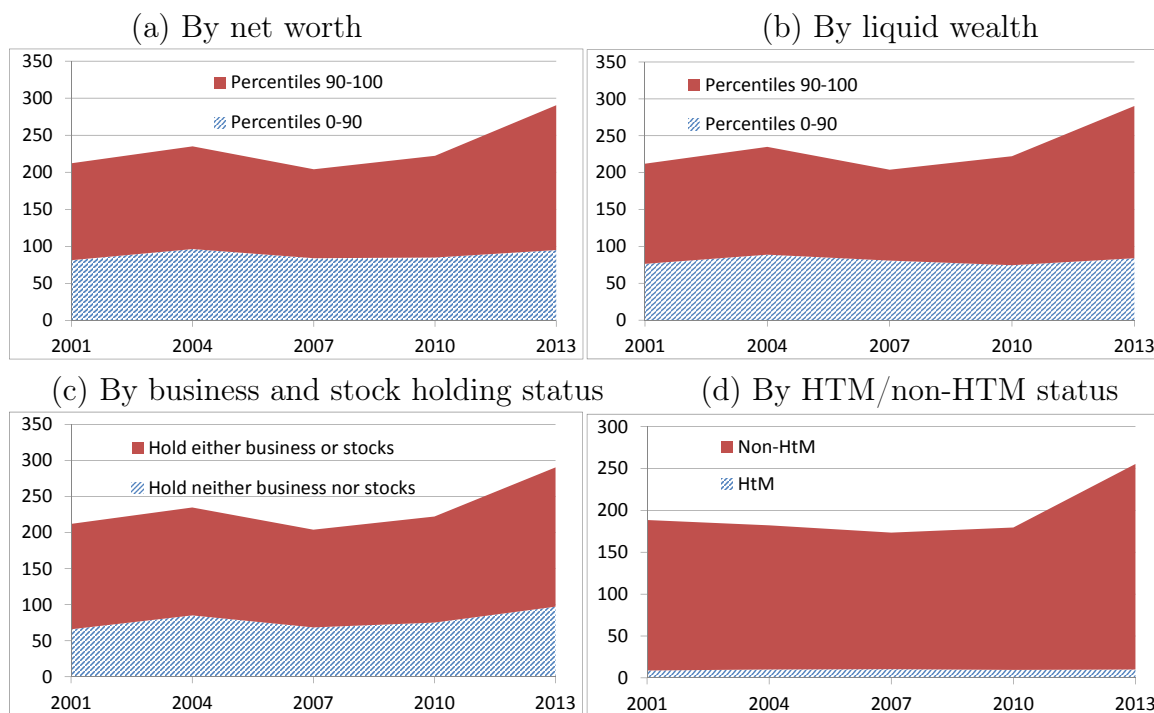 (a) By net worth
350
300
250
200
150
100
50
0
Percentiles 90-100
Percentiles 0-90
2001 2004 2007 2010 2013
(b) By liquid wealth
350
300
250
200
150
100
50
0
Percentiles 90-100
Percentiles 0-90
2001 2004 2007 2010 2013
(c) By business and stock holding status
350
300
250
200
150
100
50
0
Hold either business or stocks
Hold neither business nor stocks
2001 2004 2007 2010 2013
(d) By HTM/non-HTM status
300
250
200
150
100
50
0
Non-HtM
HtM
2001 2004 2007 2010 2013